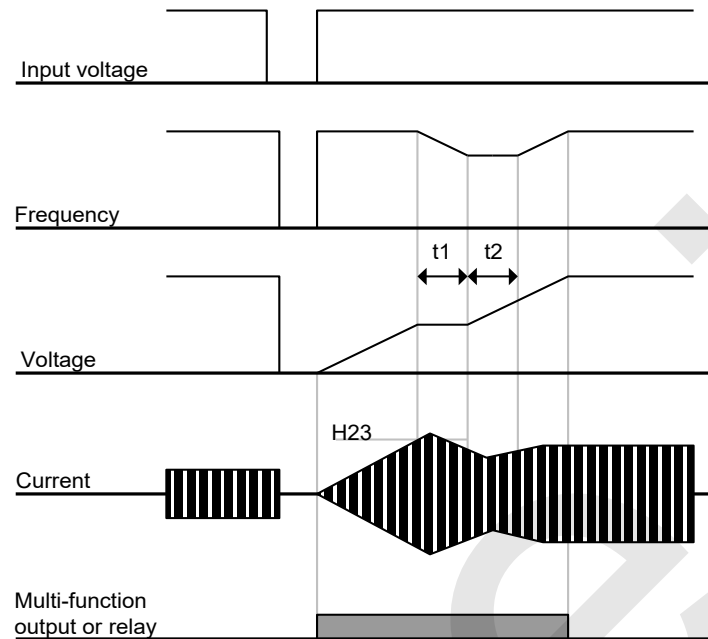 Input voltage
Frequency
t1
t2
Voltage
H23
Current
Multi-function
output or relay